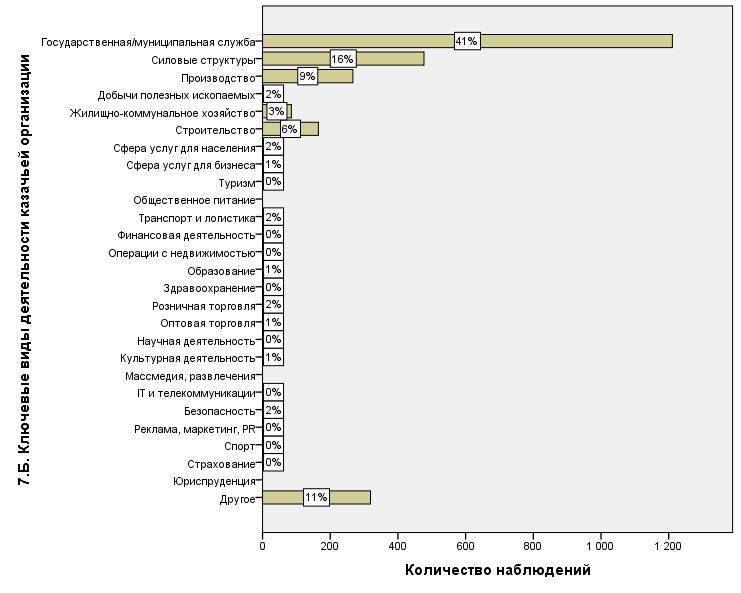 7.Б. Ключевые виды деятельности казачьей организации
Государственная/муниципальная служба 41%
Силовые структуры 16%
Производство 9%
Добычи полезных ископаемых 2%
Жилищно-коммунальное хозяйство 3%
Строительство 6%
Сфера услуг для населения 2%
Сфера услуг для бизнеса 1%
Туризм 0%
Общественное питание
Транспорт и логистика 2%
Финансовая деятельность 0%
Операции с недвижимостью 0%
Образование 1%
Здравоохранение 0%
Розничная торговля 2%
Оптовая торговля 1%
Научная деятельность 0%
Культурная деятельность 1%
Массмедия, развлечения
IT и телекоммуникации 0%
Безопасность 2%
Реклама, маркетинг, PR 0%
Спорт 0%
Страхование 0%
Юриспруденция
Другое 11%
0 200 400 600 800 1 000 1 200
Количество наблюдений